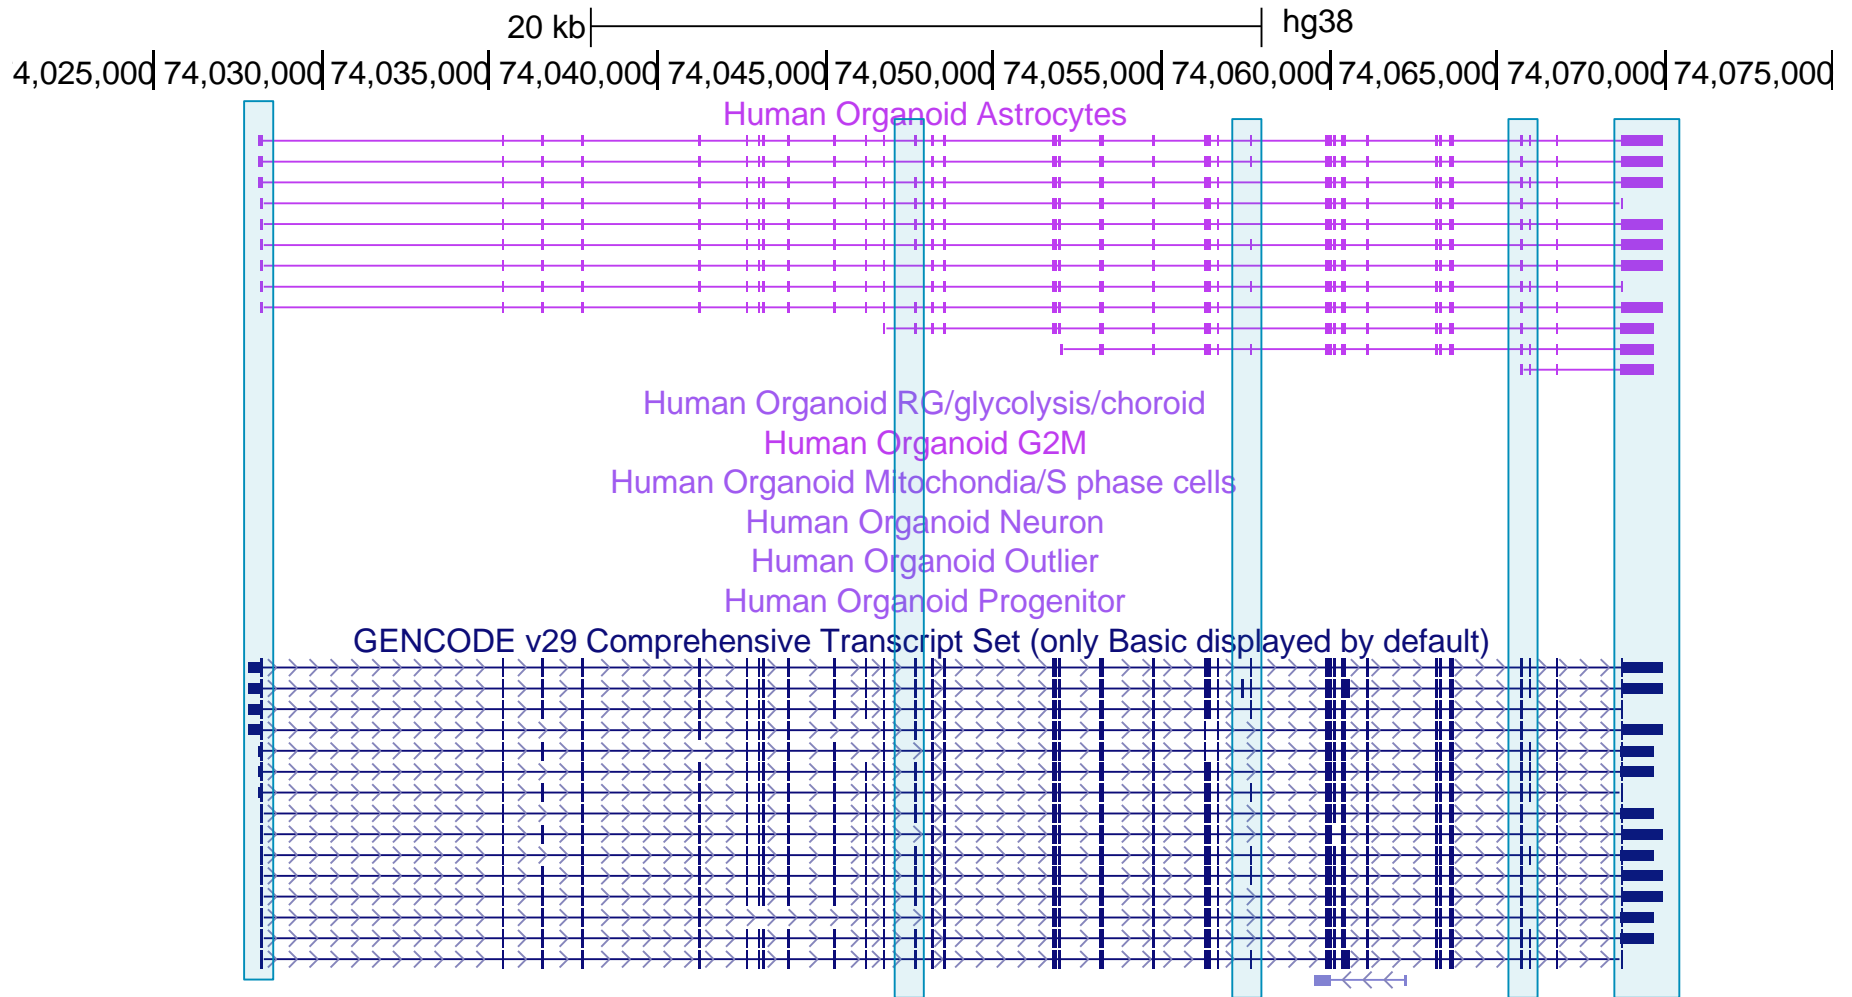 20 kb hg38
4,025,000 74,030,000 74,035,000 74,040,000 74,045,000 74,050,000 74,055,000 74,060,000 74,065,000 74,070,000 74,075,000
Human Organoid Astrocytes
Human Organoid RG/glycolysis/choroid
Human Organoid G2M
Human Organoid Mitochondia/S phase cells
Human Organoid Neuron
Human Organoid Outlier
Human Organoid Progenitor
GENCODE v29 Comprehensive Transcript Set (only Basic displayed by default)